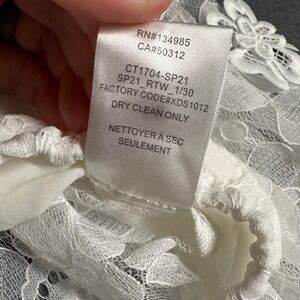 RN#134985
CA#50312
CT1704-SP21
SP21_RTW_1/30
FACTORY CODE#XDS1012
DRY CLEAN ONLY
NETTOYER À SEC
SEULEMENT